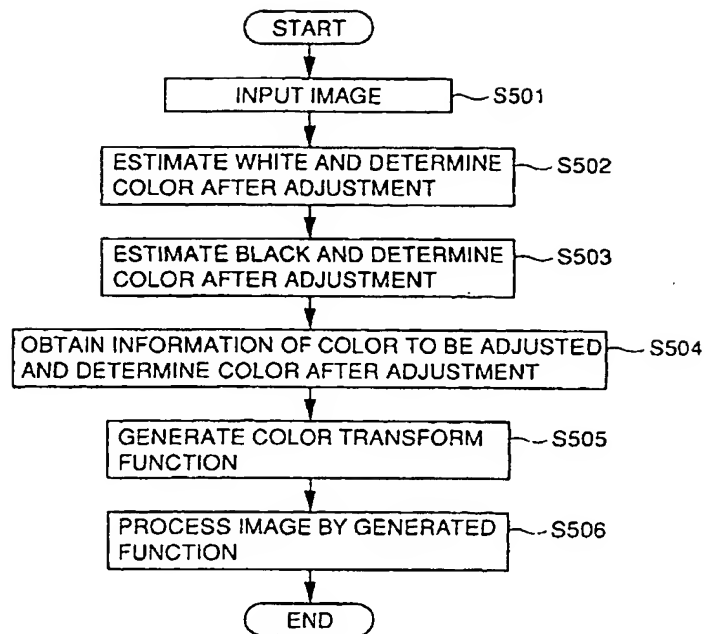 START
INPUT IMAGE
S501
ESTIMATE WHITE AND DETERMINE
COLOR AFTER ADJUSTMENT
S502
ESTIMATE BLACK AND DETERMINE
COLOR AFTER ADJUSTMENT
S503
OBTAIN INFORMATION OF COLOR TO BE ADJUSTED
AND DETERMINE COLOR AFTER ADJUSTMENT
S504
GENERATE COLOR TRANSFORM
FUNCTION
S505
PROCESS IMAGE BY GENERATED
FUNCTION
S506
END